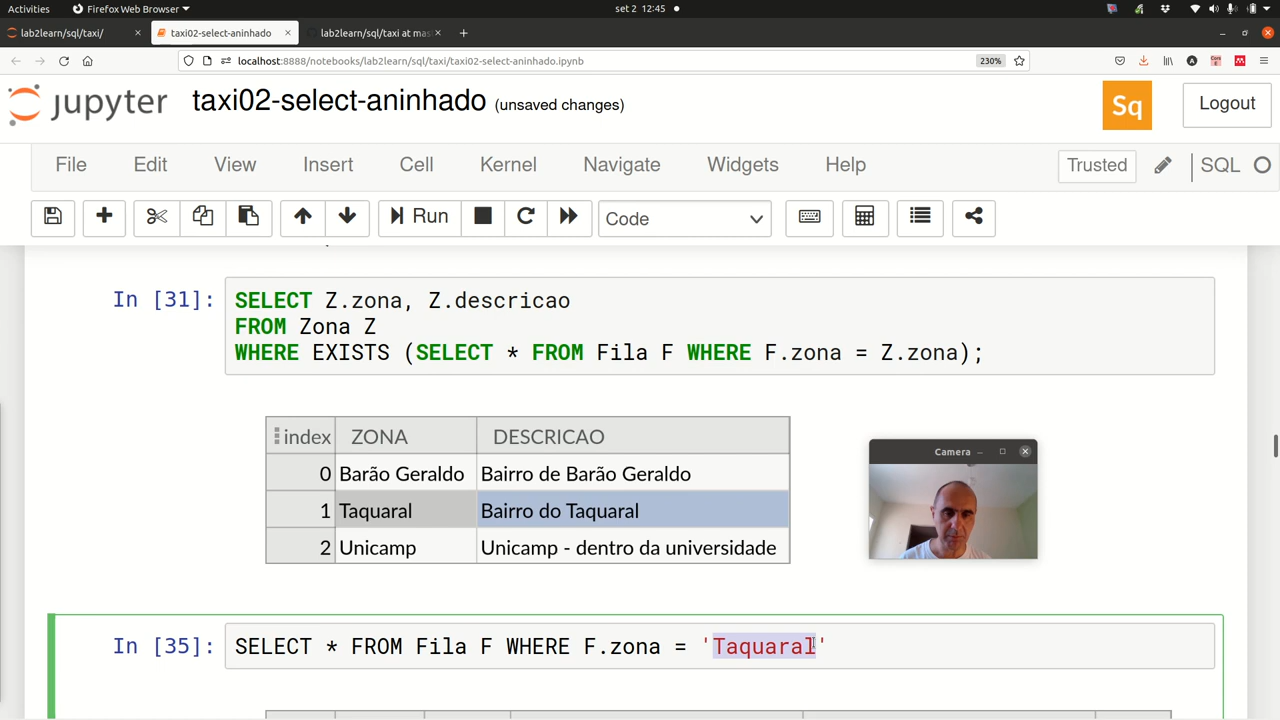 Activities
Firefox Web Browser
set 2 12:45
lab2learn/sql/taxi/
taxi02-select-aninhado
lab2learn/sql/taxi at mas
localhost:8888/notebooks/lab2learn/sql/taxi/taxi02-select-aninhado.ipynb
230%
jupyter
taxi02-select-aninhado (unsaved changes)
Sq
Logout
File Edit View Insert Cell Kernel Navigate Widgets Help
Trusted
SQL
Run
Code
In [31]:
SELECT Z.zona, Z.descricao
FROM Zona Z
WHERE EXISTS (SELECT * FROM Fila F WHERE F.zona = Z.zona);
index ZONA DESCRICAO
0 Barão Geraldo Bairro de Barão Geraldo
1 Taquaral Bairro do Taquaral
2 Unicamp Unicamp - dentro da universidade
Camera
In [35]:
SELECT * FROM Fila F WHERE F.zona = 'Taquaral'